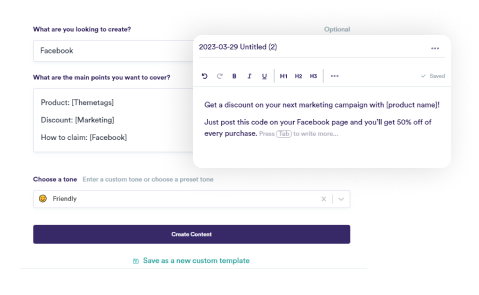 What are you looking to create?
Optional
Facebook
What are the main points you want to cover?
Product: [Themetags]
Discount: [Marketing]
How to claim: [Facebook]
2023-03-29 Untitled (2)
B I U H1 H2 H3
Saved
Get a discount on your next marketing campaign with [product name]!
Just post this code on your Facebook page and you'll get 50% off of
every purchase. Press Tab to write more...
Choose a tone Enter a custom tone or choose a preset tone
Friendly
Create Content
Save as a new custom template